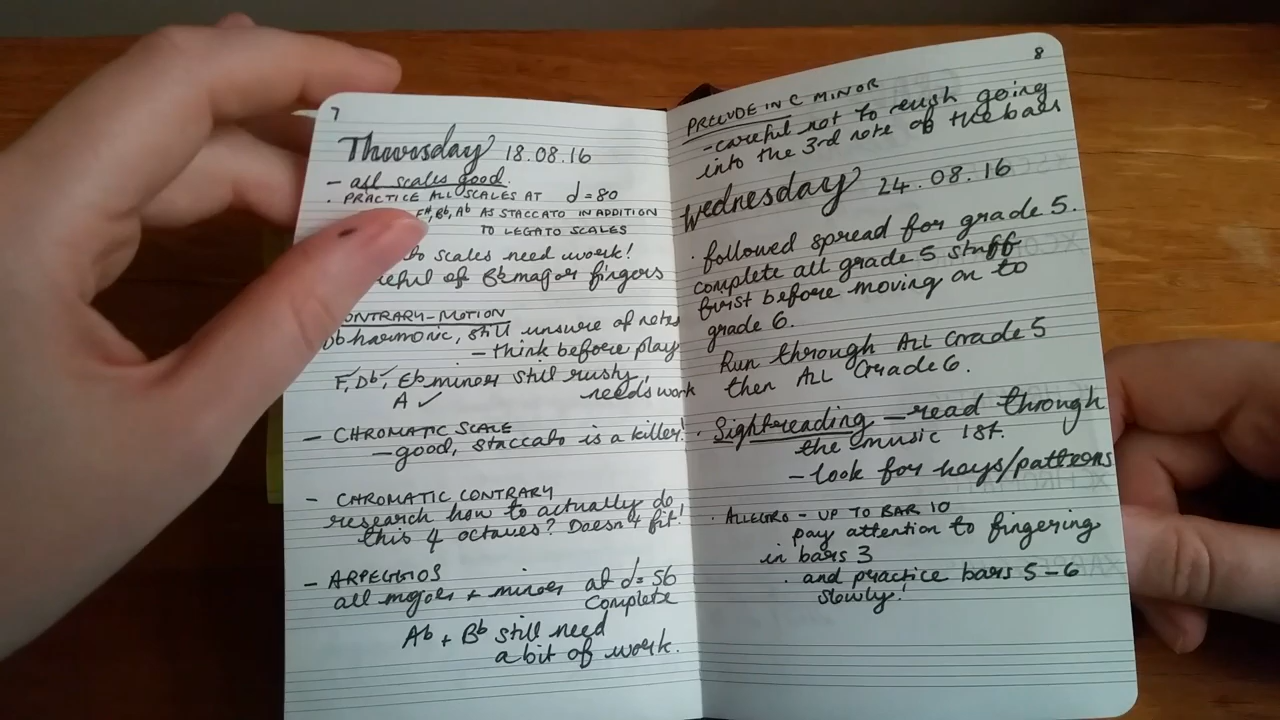 7
Thursday 18.08.16
- all scales good.
· PRACTICE ALL SCALES AT d=80
F#, Bb, Ab AS STACCATO IN ADDITION
TO LEGATO SCALES
scales need work!
of Bb major fingers
CONTRARY-MOTION
harmonic, still unsure of notes
- think before play
F, Db, Eb minor still rusty,
needs work
A ✓
- CHROMATIC SCALE
- good, staccato is a killer!
- CHROMATIC CONTRARY
research how to actually do
this 4 octaves? Doesn't fit!
- ARPEGGIOS
all majors + minors at d=56
Complete
Ab + Bb still need
a bit of work.
8
PRELUDE IN C MINOR
- careful not to rush going
into the 3rd note of the bars
Wednesday 24.08.16
· followed spread for grade 5.
complete all grade 5 stuff
first before moving on to
grade 6.
Run through ALL Grade 5
then ALL Grade 6.
· Sightreading - read through
the music 1st.
- look for keys/patterns
· ALLEGRO - UP TO BAR 10
pay attention to fingering
in bars 3
· and practice bars 5-6
slowly!